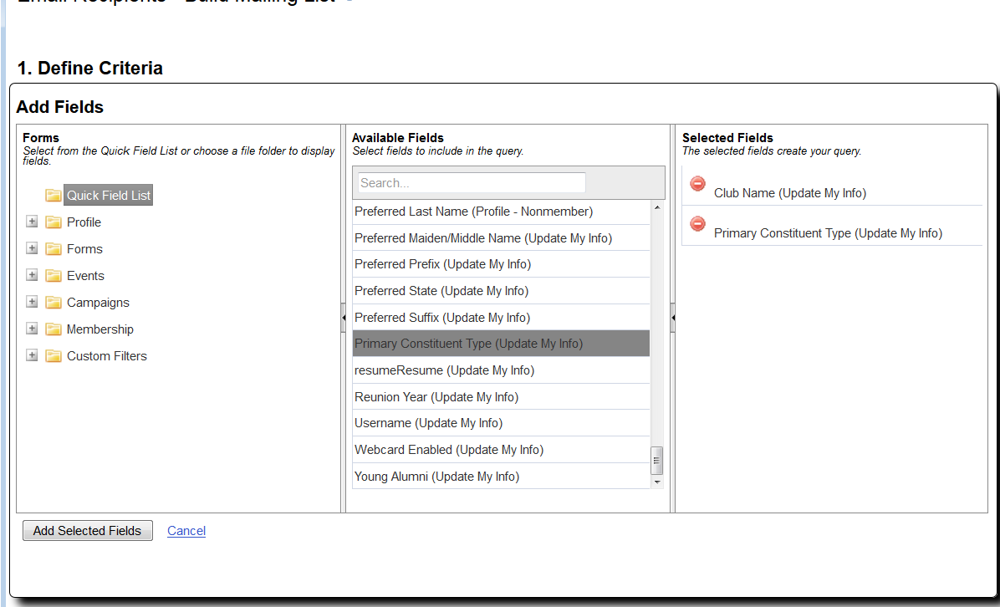 Email Recipients - Build Mailing List
1. Define Criteria
Add Fields
Forms
Select from the Quick Field List or choose a file folder to display
fields.
Quick Field List
Profile
Forms
Events
Campaigns
Membership
Custom Filters
Available Fields
Select fields to include in the query.
Search...
Preferred Last Name (Profile - Nonmember)
Preferred Maiden/Middle Name (Update My Info)
Preferred Prefix (Update My Info)
Preferred State (Update My Info)
Preferred Suffix (Update My Info)
Primary Constituent Type (Update My Info)
resumeResume (Update My Info)
Reunion Year (Update My Info)
Username (Update My Info)
Webcard Enabled (Update My Info)
Young Alumni (Update My Info)
Selected Fields
The selected fields create your query.
Club Name (Update My Info)
Primary Constituent Type (Update My Info)
Add Selected Fields
Cancel